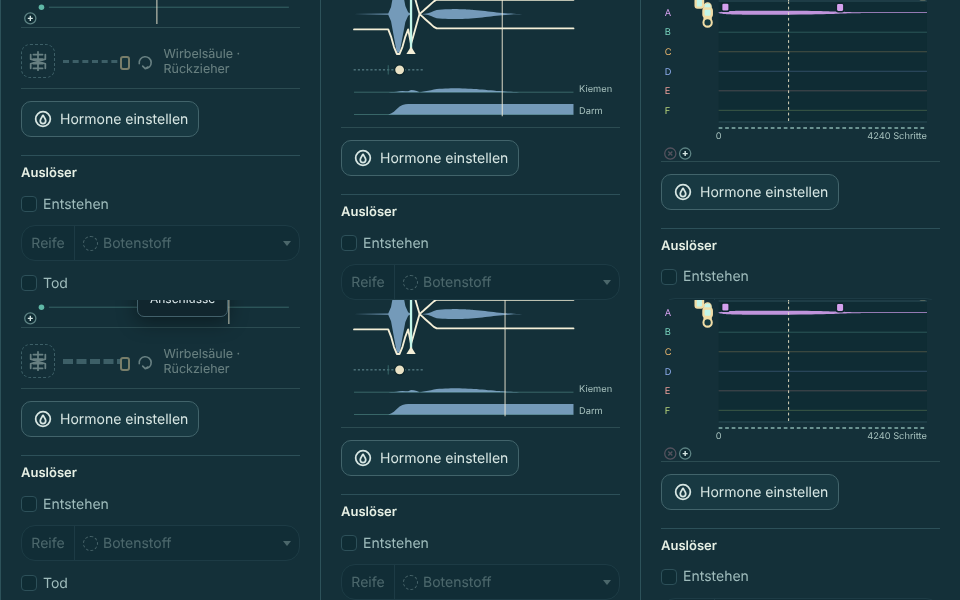 Wirbelsäule ·
Rückzieher
Hormone einstellen
Auslöser
Entstehen
Reife
Botenstoff
Tod
Kiemen
Darm
Hormone einstellen
Auslöser
Entstehen
Reife
Botenstoff
A
B
C
D
E
F
0
4240 Schritte
Hormone einstellen
Auslöser
Entstehen
Anschlüsse
Wirbelsäule ·
Rückzieher
Hormone einstellen
Auslöser
Entstehen
Reife
Botenstoff
Tod
Kiemen
Darm
Hormone einstellen
Auslöser
Entstehen
Reife
Botenstoff
A
B
C
D
E
F
0
4240 Schritte
Hormone einstellen
Auslöser
Entstehen